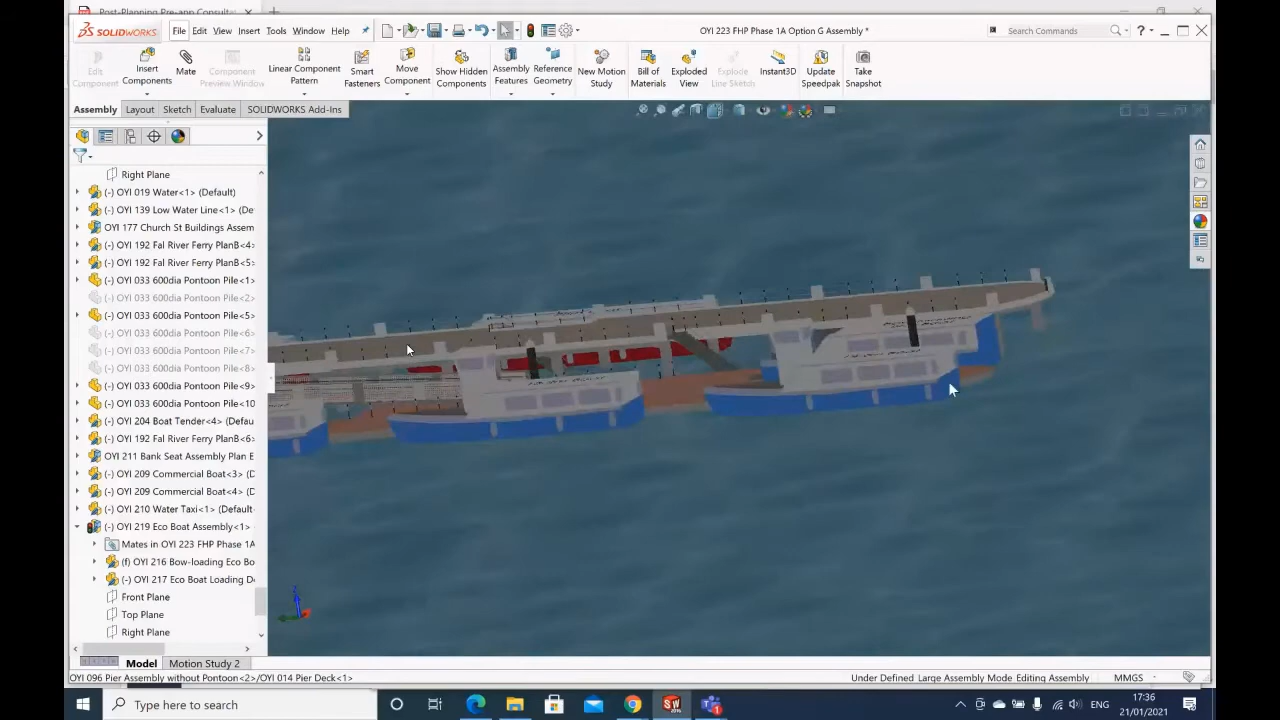 Post-Planning Pre-app Consultat
SOLIDWORKS File Edit View Insert Tools Window Help OYI 223 FHP Phase 1A Option G Assembly * Search Commands
Edit Component
Insert Components
Mate
Component Preview Window
Linear Component Pattern
Smart Fasteners
Move Component
Show Hidden Components
Assembly Features
Reference Geometry
New Motion Study
Bill of Materials
Exploded View
Explode Line Sketch
Instant3D
Update Speedpak
Take Snapshot
Assembly Layout Sketch Evaluate SOLIDWORKS Add-Ins
Right Plane
(-) OYI 019 Water<1> (Default)
(-) OYI 139 Low Water Line<1> (De
OYI 177 Church St Buildings Assem
(-) OYI 192 Fal River Ferry PlanB<4>
(-) OYI 192 Fal River Ferry PlanB<5>
(-) OYI 033 600dia Pontoon Pile<1>
(-) OYI 033 600dia Pontoon Pile<2>
(-) OYI 033 600dia Pontoon Pile<5>
(-) OYI 033 600dia Pontoon Pile<6>
(-) OYI 033 600dia Pontoon Pile<7>
(-) OYI 033 600dia Pontoon Pile<8>
(-) OYI 033 600dia Pontoon Pile<9>
(-) OYI 033 600dia Pontoon Pile<10
(-) OYI 204 Boat Tender<4> (Defau
(-) OYI 192 Fal River Ferry PlanB<6>
OYI 211 Bank Seat Assembly Plan E
(-) OYI 209 Commercial Boat<3> (D
(-) OYI 209 Commercial Boat<4> (D
(-) OYI 210 Water Taxi<1> (Default
(-) OYI 219 Eco Boat Assembly<1>
Mates in OYI 223 FHP Phase 1A
(f) OYI 216 Bow-loading Eco Bo
(-) OYI 217 Eco Boat Loading D
Front Plane
Top Plane
Right Plane
Model Motion Study 2
OYI 096 Pier Assembly without Pontoon<2>/OYI 014 Pier Deck<1> Under Defined Large Assembly Mode Editing Assembly MMGS
Type here to search ENG 17:36
21/01/2021